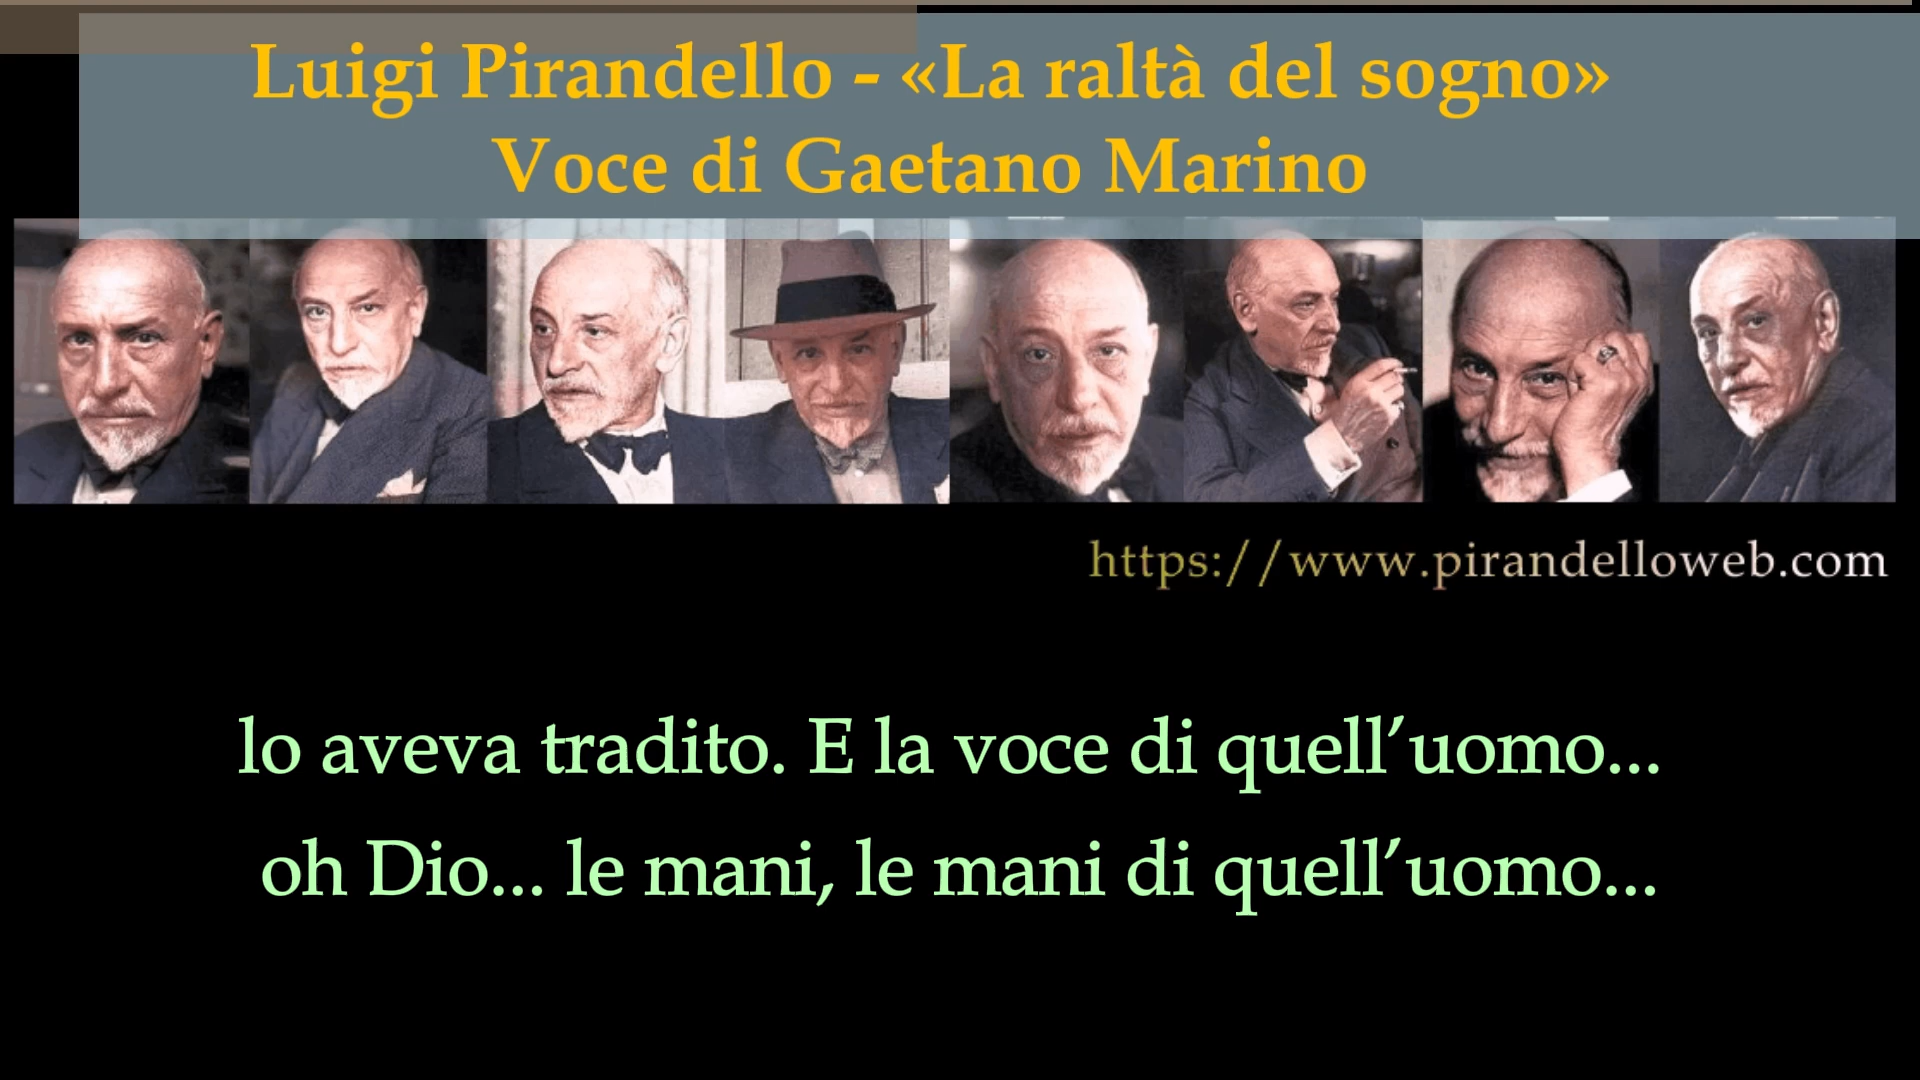 Luigi Pirandello - «La raltà del sogno»
Voce di Gaetano Marino
https://www.pirandelloweb.com
lo aveva tradito. E la voce di quell’uomo...
oh Dio... le mani, le mani di quell’uomo...